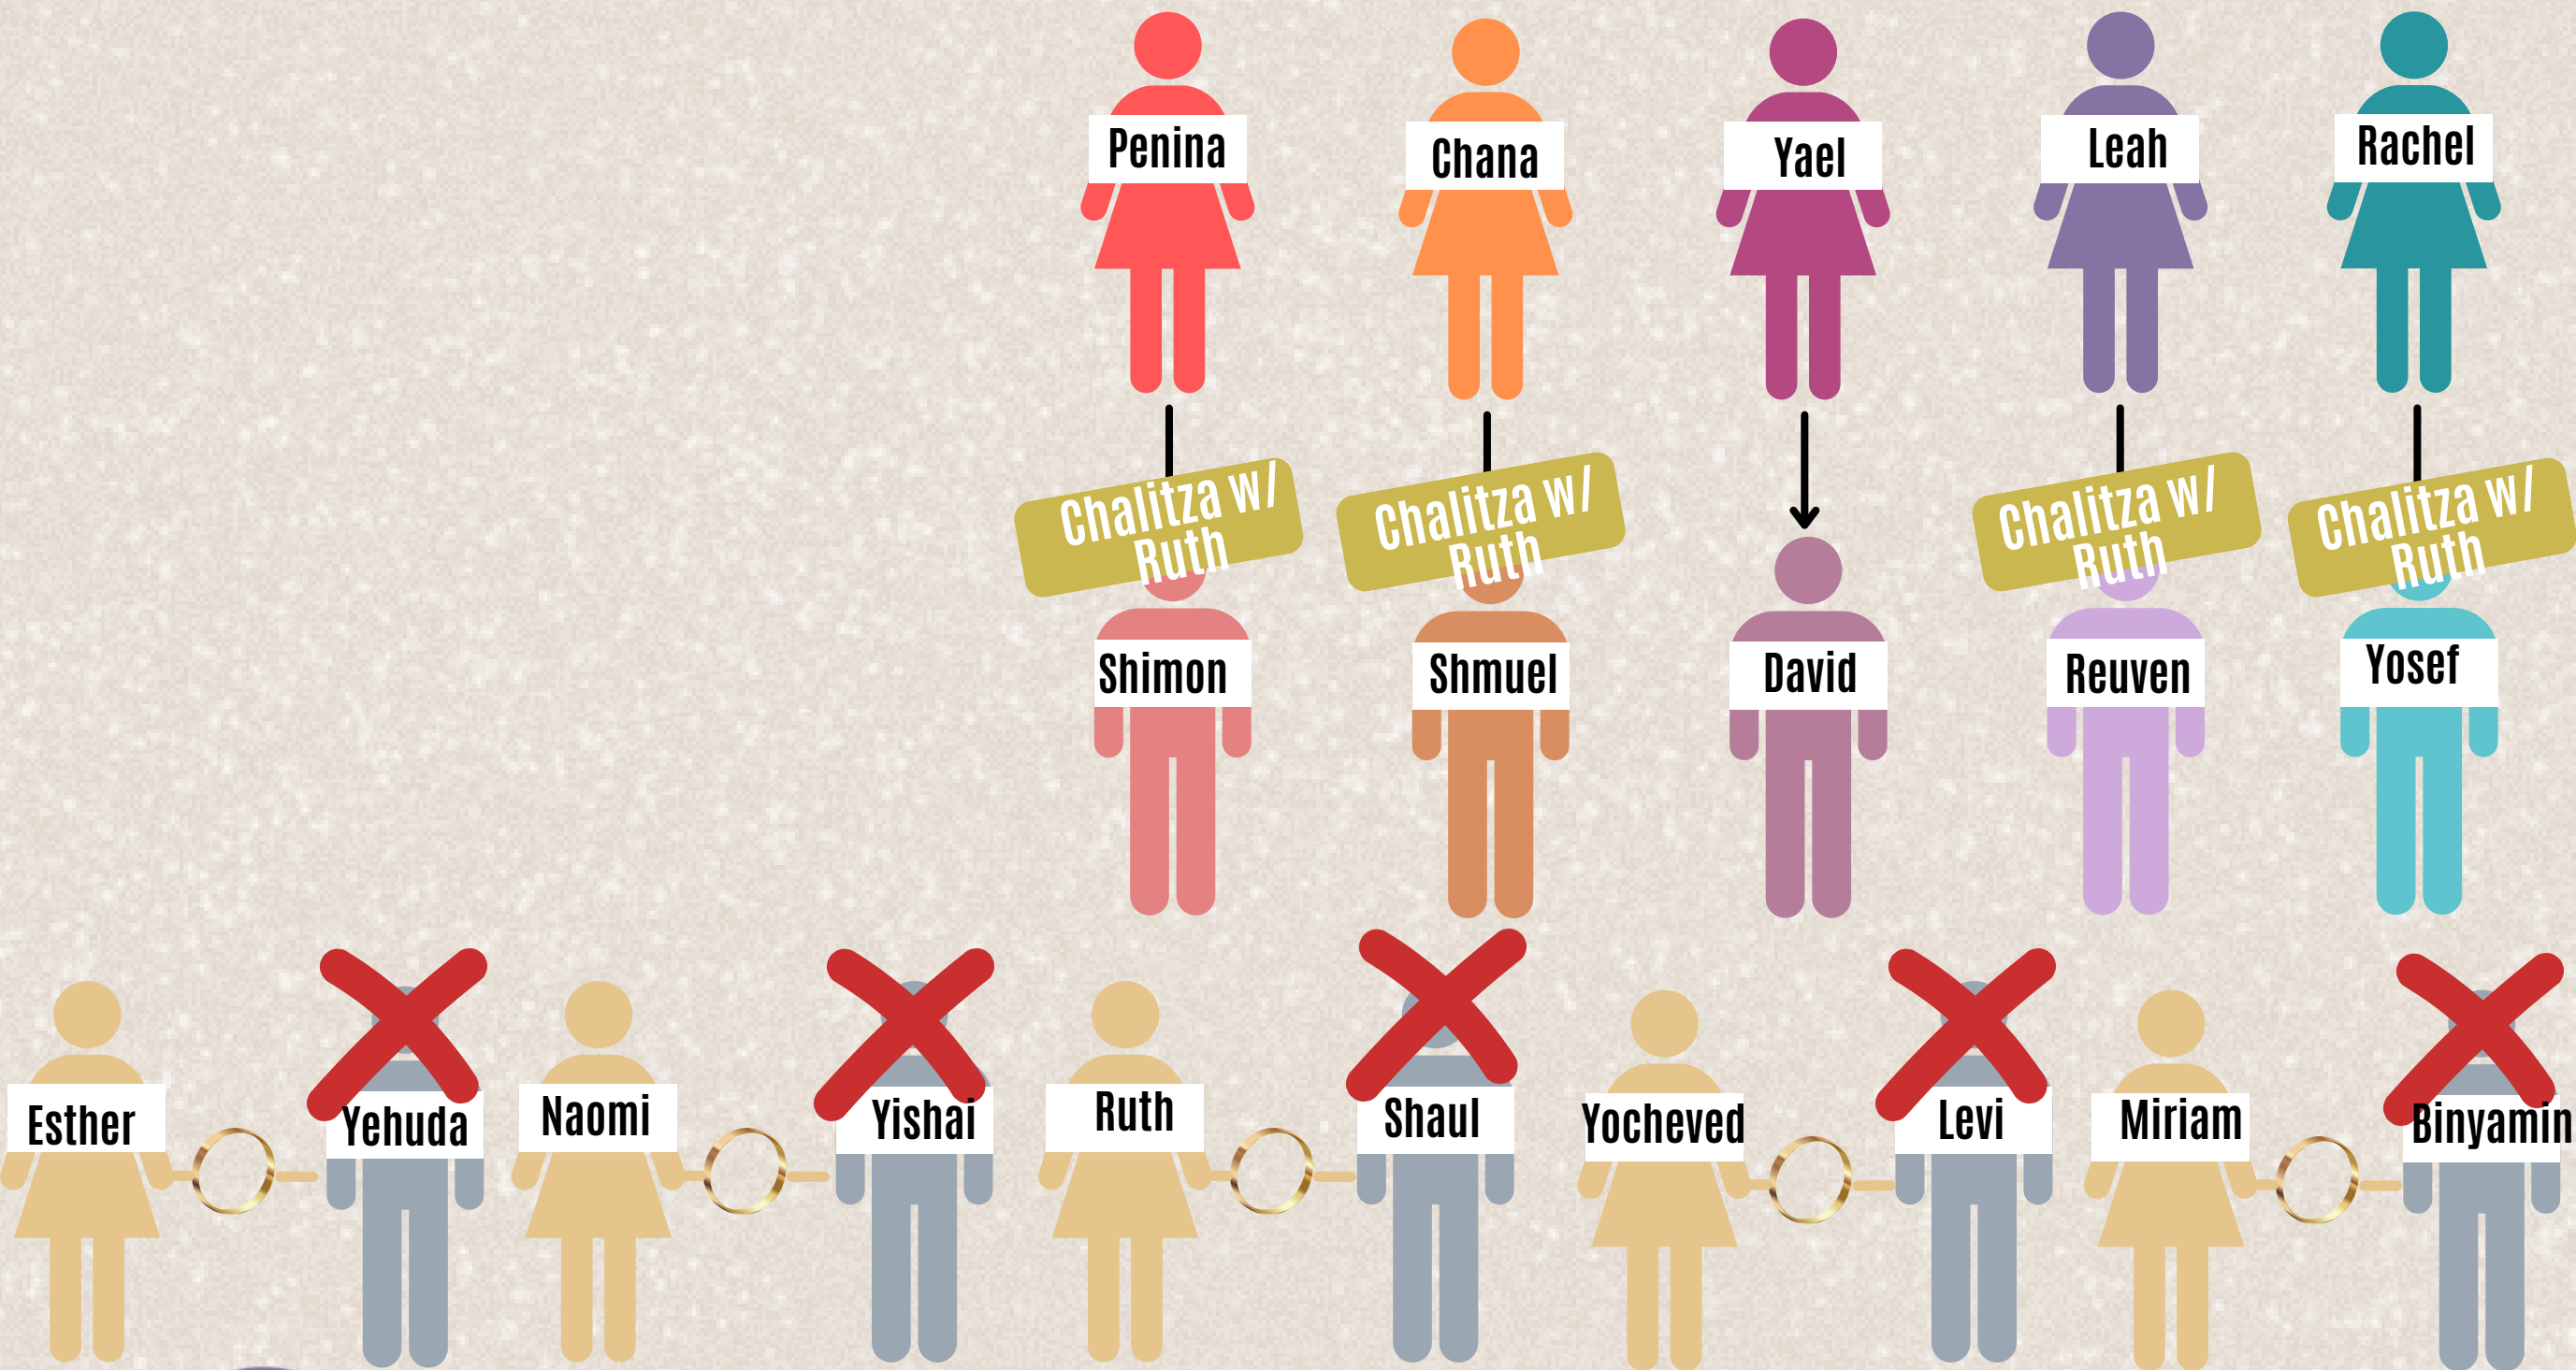 Penina
Chana
Yael
Leah
Rachel
Chalitza w/
Ruth
Chalitza w/
Ruth
Chalitza w/
Ruth
Chalitza w/
Ruth
Shimon
Shmuel
David
Reuven
Yosef
Esther
Yehuda
Naomi
Yishai
Ruth
Shaul
Yocheved
Levi
Miriam
Binyamin